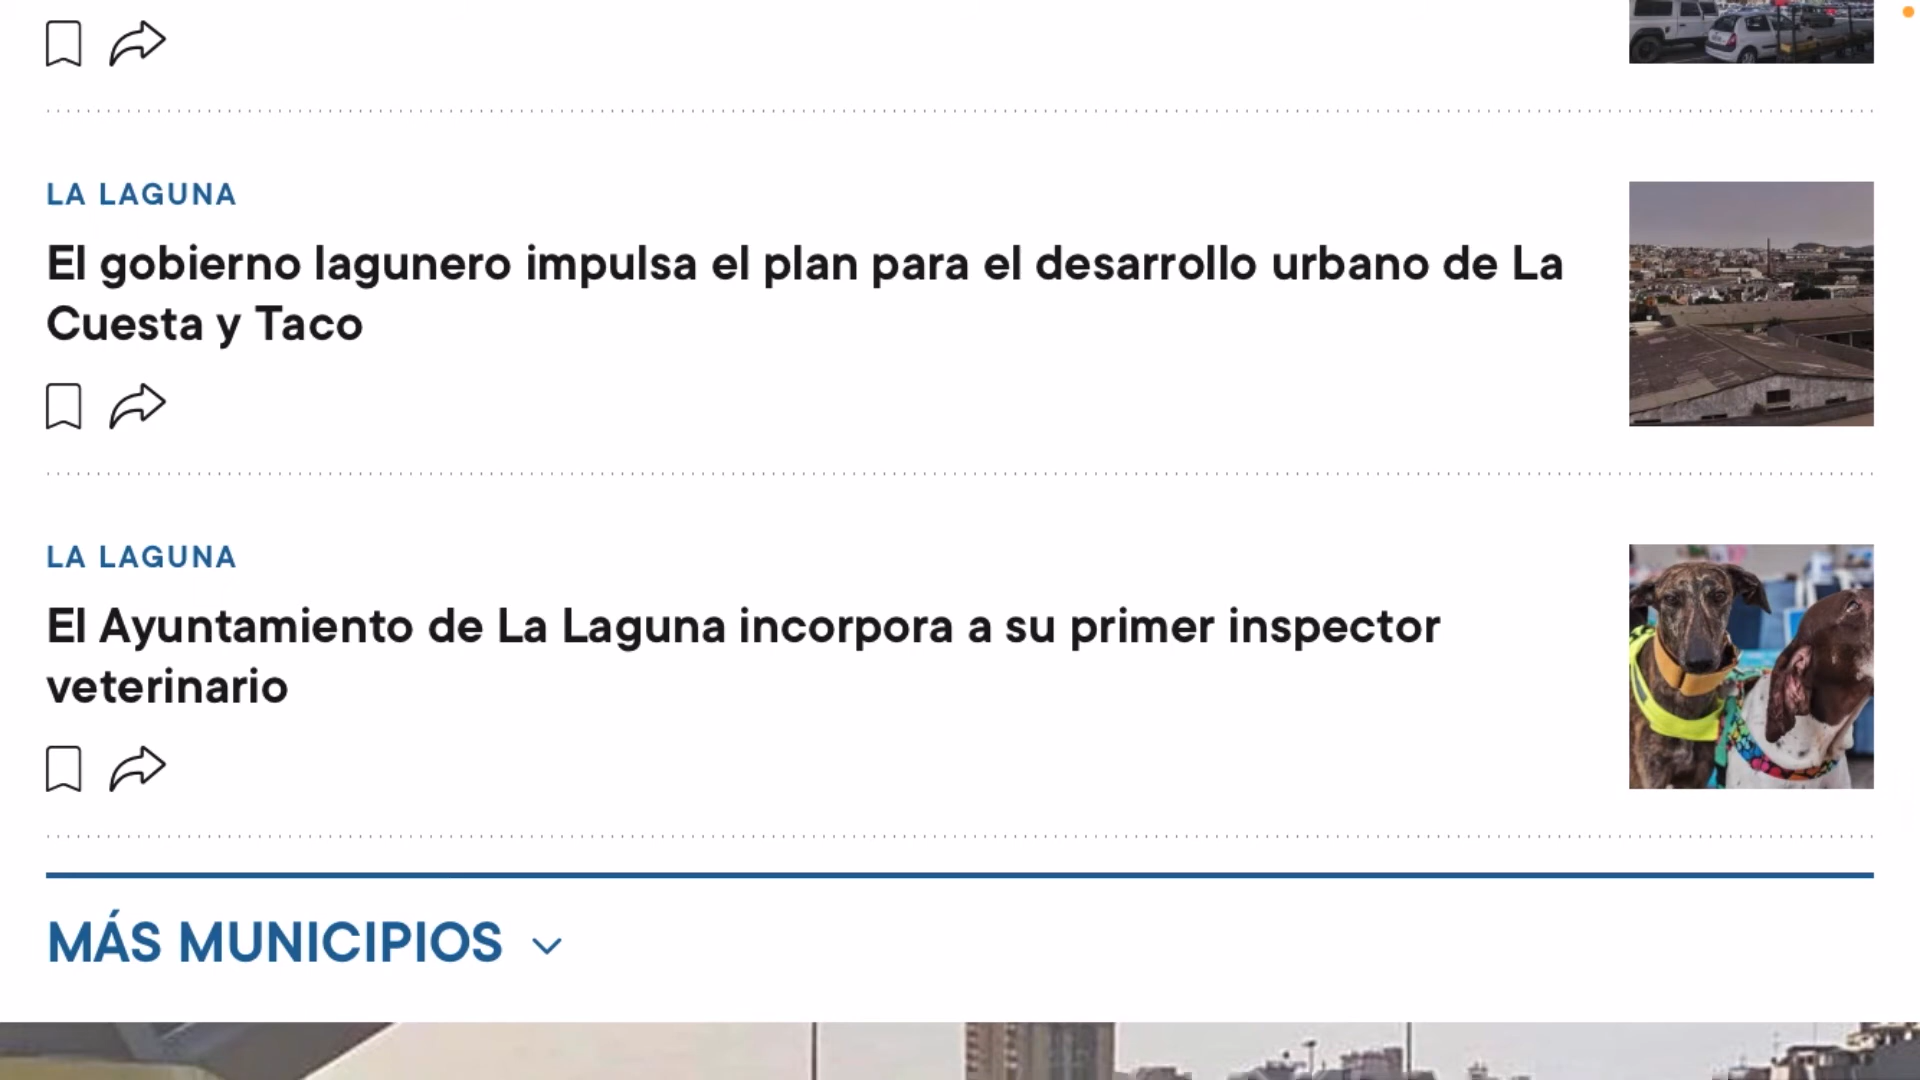 LA LAGUNA
El gobierno lagunero impulsa el plan para el desarrollo urbano de La
Cuesta y Taco
LA LAGUNA
El Ayuntamiento de La Laguna incorpora a su primer inspector
veterinario
MÁS MUNICIPIOS